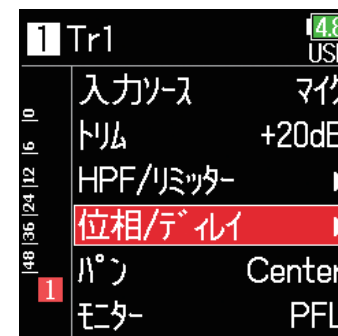 1 Tr1 4.8
入力ソース マイク
トリム +20dB
HPF/リミッター
位相/ディレイ
パン Center
モニター PFL
0
6
12
24
36
48
1